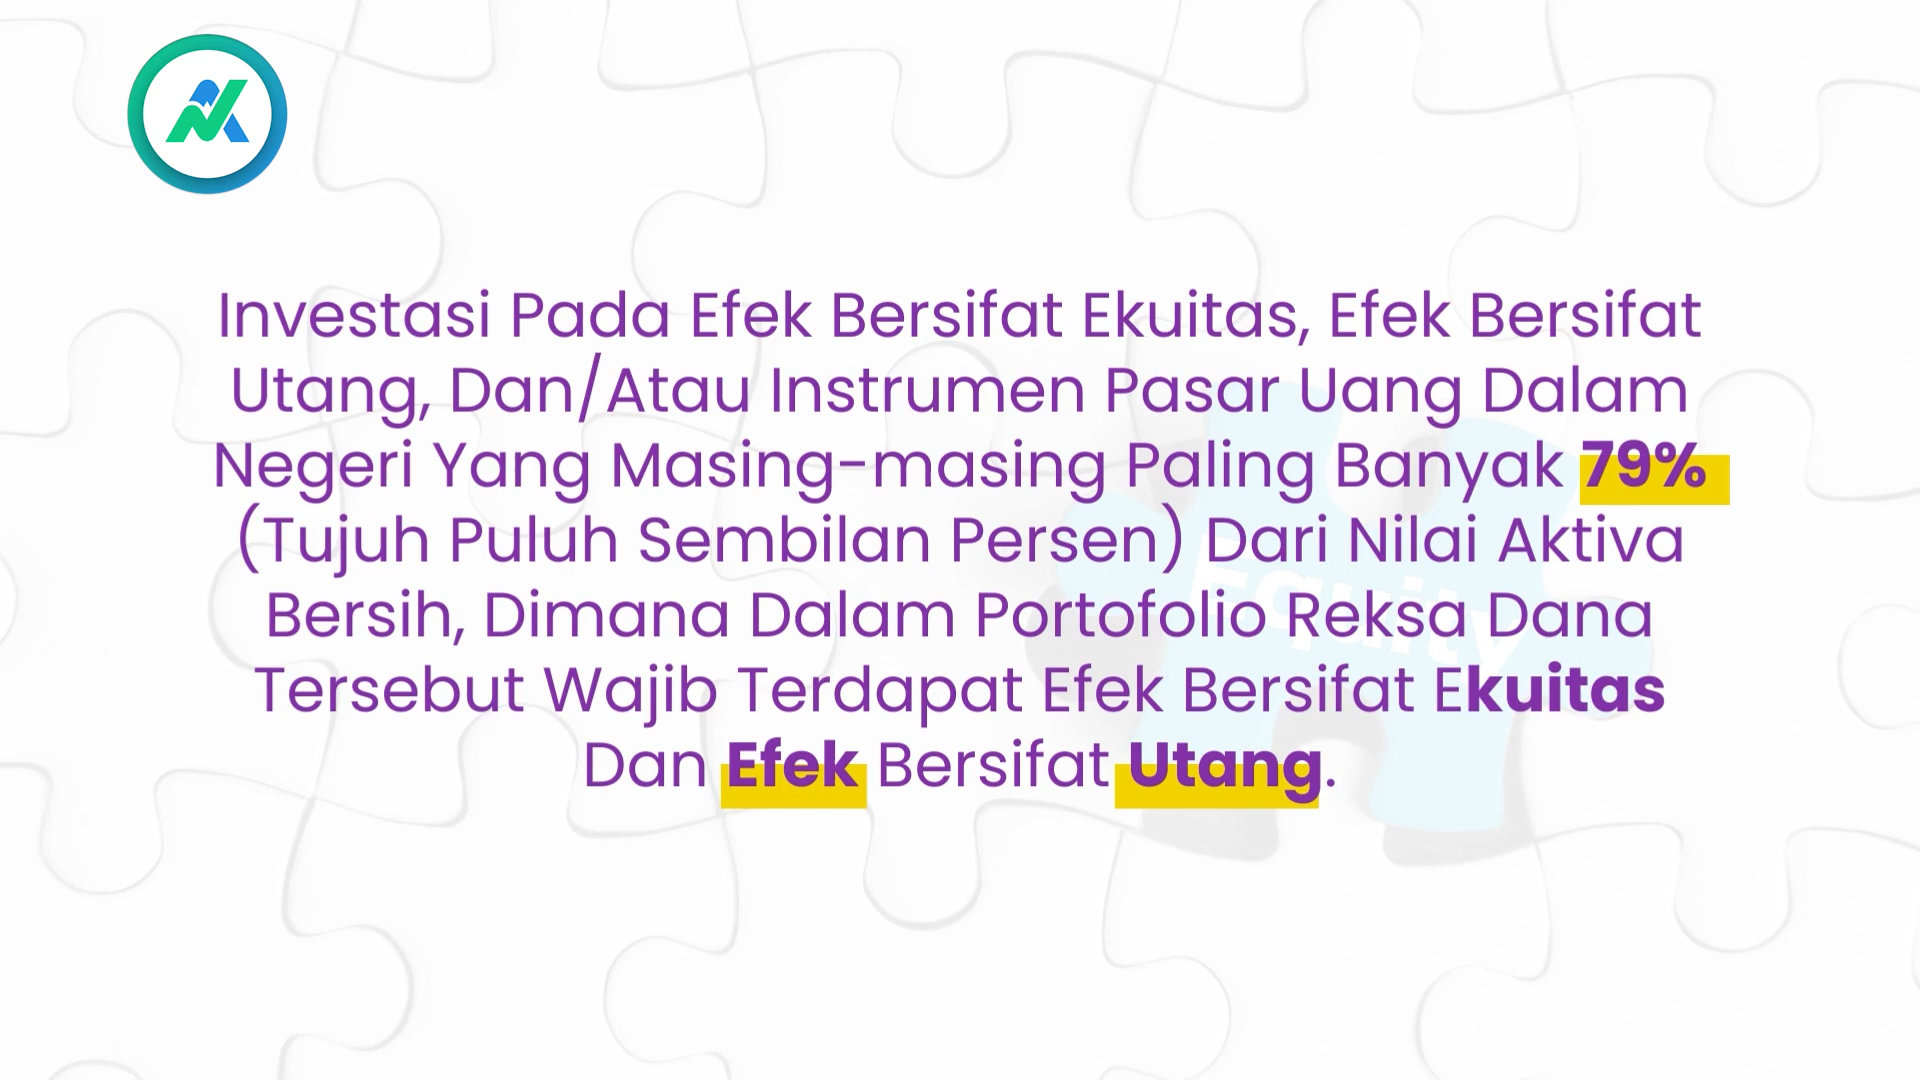 Investasi Pada Efek Bersifat Ekuitas, Efek Bersifat
Utang, Dan/Atau Instrumen Pasar Uang Dalam
Negeri Yang Masing-masing Paling Banyak 79%
(Tujuh Puluh Sembilan Persen) Dari Nilai Aktiva
Bersih, Dimana Dalam Portofolio Reksa Dana
Tersebut Wajib Terdapat Efek Bersifat Ekuitas
Dan Efek Bersifat Utang.
Equity